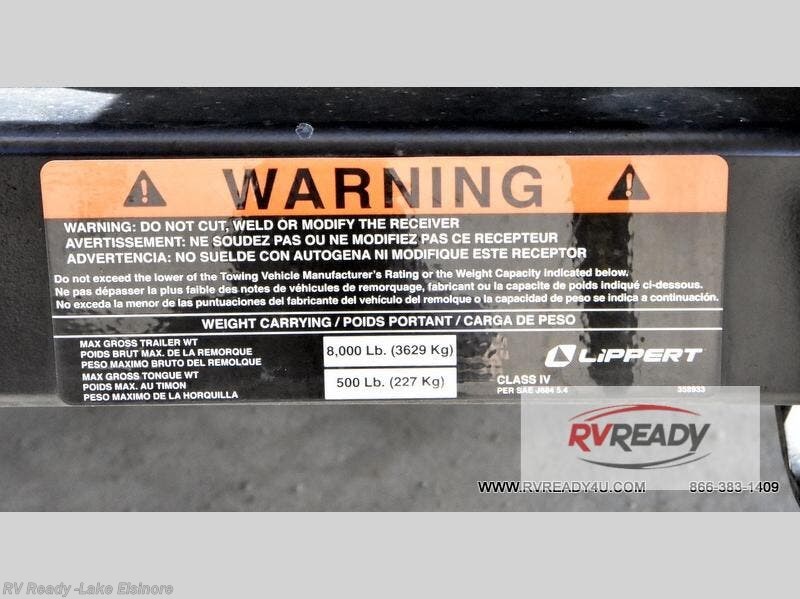 WARNING
WARNING: DO NOT CUT, WELD OR MODIFY THE RECEIVER
AVERTISSEMENT: NE SOUDEZ PAS OU NE MODIFIEZ PAS CE RECEPTEUR
ADVERTENCIA: NO SUELDE CON AUTOGENA NI MODIFIQUE ESTE RECEPTOR
Do not exceed the lower of the Towing Vehicle Manufacturer's Rating or the Weight Capacity indicated below.
Ne pas dépasser la plus faible des notes de véhicules de remorquage, fabricant ou la capacite de poids indiqué ci-dessous.
No exceda la menor de las puntuaciones del fabricante del vehículo del remolque o la capacidad de peso se indica a continuación.
WEIGHT CARRYING / POIDS PORTANT / CARGA DE PESO
MAX GROSS TRAILER WT
POIDS BRUT MAX. DE LA REMORQUE
PESO MAXIMO BRUTO DEL REMOLQUE
8,000 Lb. (3629 Kg)
LIPPERT
MAX GROSS TONGUE WT
POIDS MAX. AU TIMON
PESO MAXIMO DE LA HORQUILLA
500 Lb. (227 Kg)
CLASS IV
PER SAE J684 5.4
358933
RVREADY
WWW.RVREADY4U.COM 866-383-1409
RV Ready -Lake Elsinore